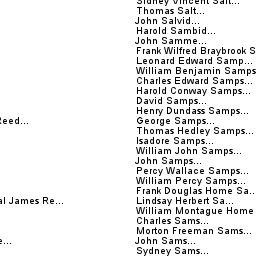 Sidney Vincent Salt...
Thomas Salt...
John Salvid...
Harold Sambid...
John Samme...
Frank Wilfred Braybrook S
Leonard Edward Samp...
William Benjamin Samps
Charles Edward Samps...
Harold Conway Samps...
David Samps...
Henry Dundass Samps...
Reed... George Samps...
Thomas Hedley Samps...
Isadore Samps...
William John Samps...
John Samps...
Percy Wallace Samps...
William Percy Samps...
Frank Douglas Home Sa..
al James Re... Lindsay Herbert Sa...
William Montague Home
Charles Sams...
Morton Freeman Sams...
e... John Sams...
Sydney Sams...